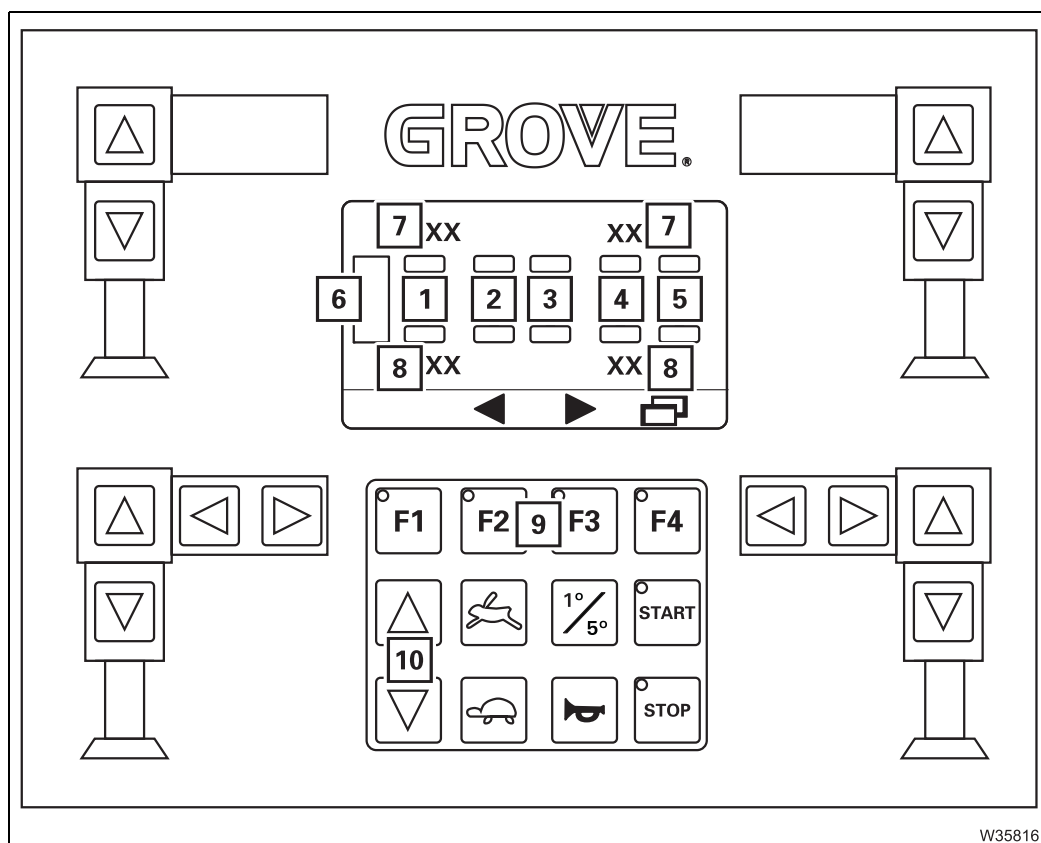 GROVE®
7 XX XX 7
6 1 2 3 4 5
8 XX XX 8
F1 F2 9 F3 F4
1°/5° START
10
STOP
W35816